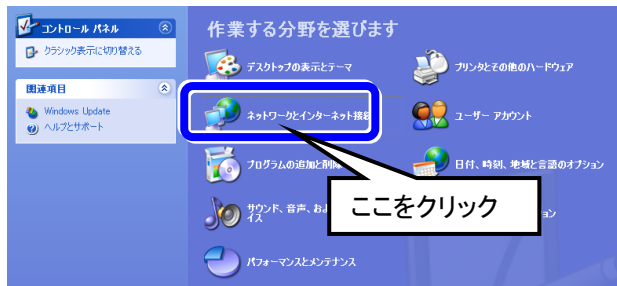 コントロール パネル
クラシック表示に切り替える
関連項目
Windows Update
ヘルプとサポート
作業する分野を選びます
デスクトップの表示とテーマ
プリンタとその他のハードウェア
ネットワークとインターネット接続
ユーザー アカウント
プログラムの追加と削除
日付、時刻、地域と言語のオプション
サウンド、音声、およ
イス
ション
パフォーマンスとメンテナンス
ここをクリック